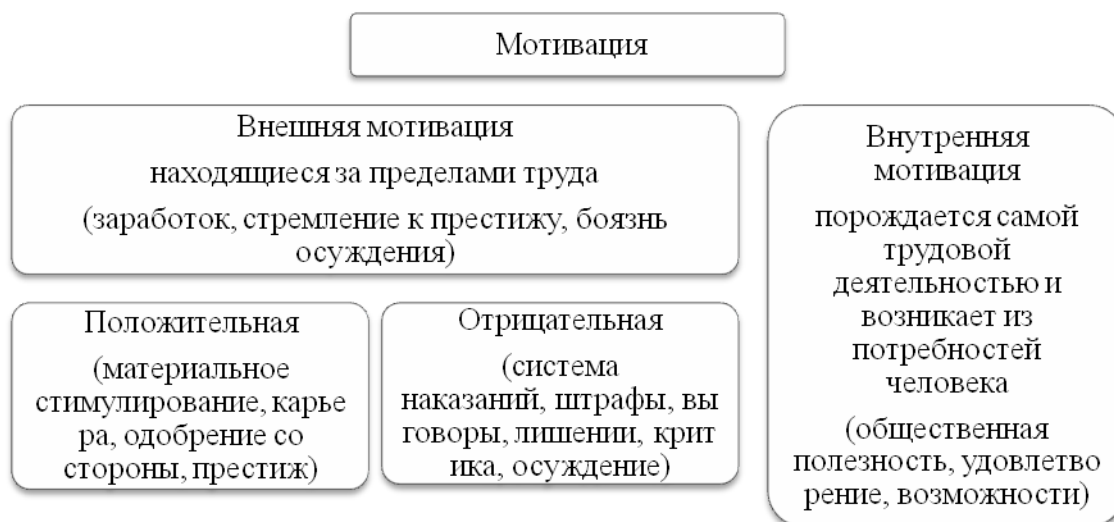 Мотивация
Внешняя мотивация
находящиеся за пределами труда
(заработок, стремление к престижу, боязнь
осуждения)
Положительная
(материальное
стимулирование, карье
ра, одобрение со
стороны, престиж)
Отрицательная
(система
наказаний, штрафы, вы
говоры, лишении, крит
ика, осуждение)
Внутренняя
мотивация
порождается самой
трудовой
деятельностью и
возникает из
потребностей
человека
(общественная
полезность, удовлетво
рение, возможности)